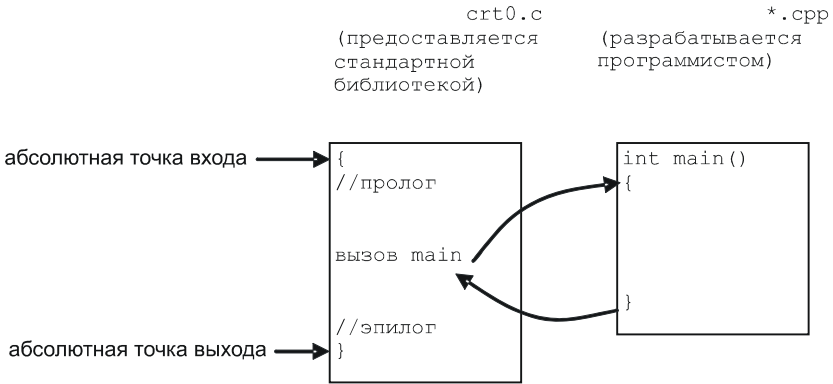 crt0.c
(предоставляется
стандартной
библиотекой)
*.cpp
(разрабатывается
программистом)
абсолютная точка входа
{
//пролог
вызов main
//эпилог
}
абсолютная точка выхода
int main()
{
}